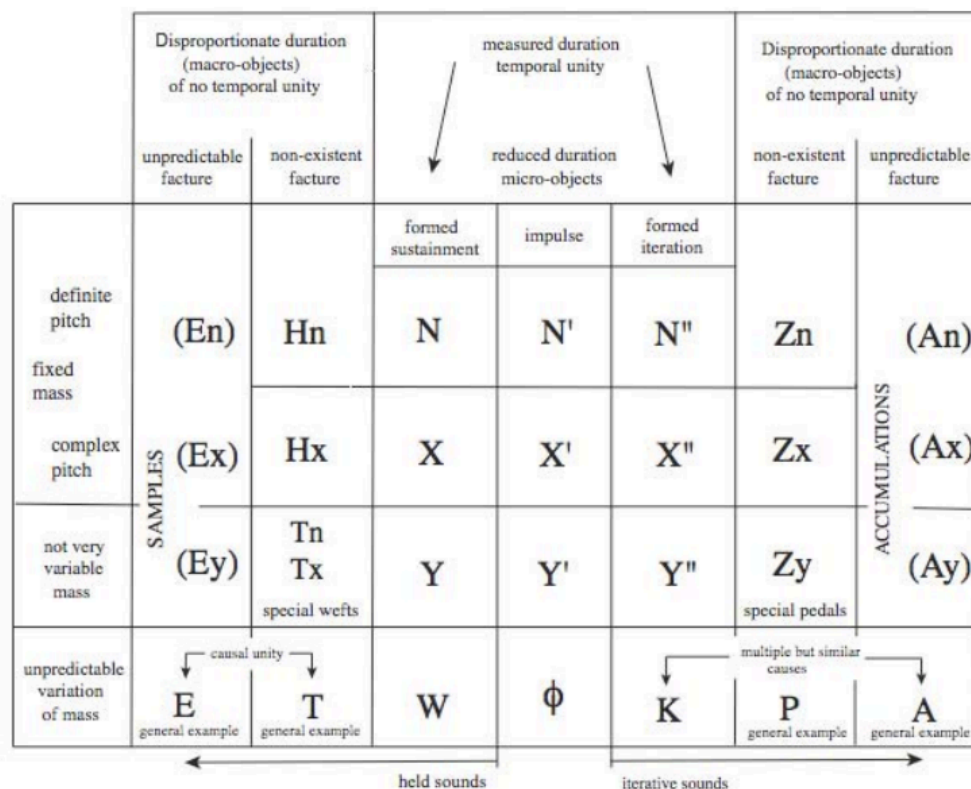 Disproportionate duration
(macro-objects)
of no temporal unity
measured duration
temporal unity
Disproportionate duration
(macro-objects)
of no temporal unity
unpredictable
facture
non-existent
facture
reduced duration
micro-objects
non-existent
facture
unpredictable
facture
formed
sustainment
impulse
formed
iteration
definite
pitch
fixed
mass
complex
pitch
not very
variable
mass
unpredictable
variation
of mass
SAMPLES
(En) Hn N N' N" Zn (An)
(Ex) Hx X X' X" Zx (Ax)
(Ey) Tn
Tx Y Y' Y" Zy (Ay)
special wefts
special pedals
ACCUMULATIONS
causal unity
multiple but similar
causes
E T W ϕ K P A
general example
general example
general example
general example
held sounds
iterative sounds